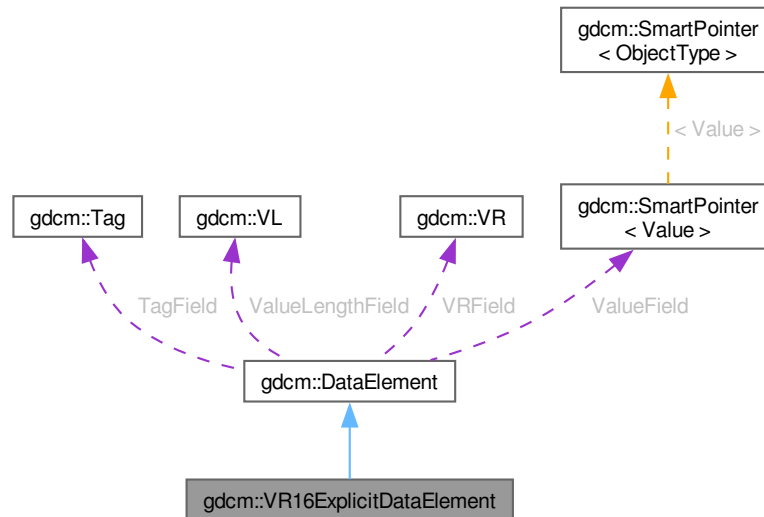 gdcm::SmartPointer
< ObjectType >
< Value >
gdcm::Tag
gdcm::VL
gdcm::VR
gdcm::SmartPointer
< Value >
TagField
ValueLengthField
VRField
ValueField
gdcm::DataElement
gdcm::VR16ExplicitDataElement